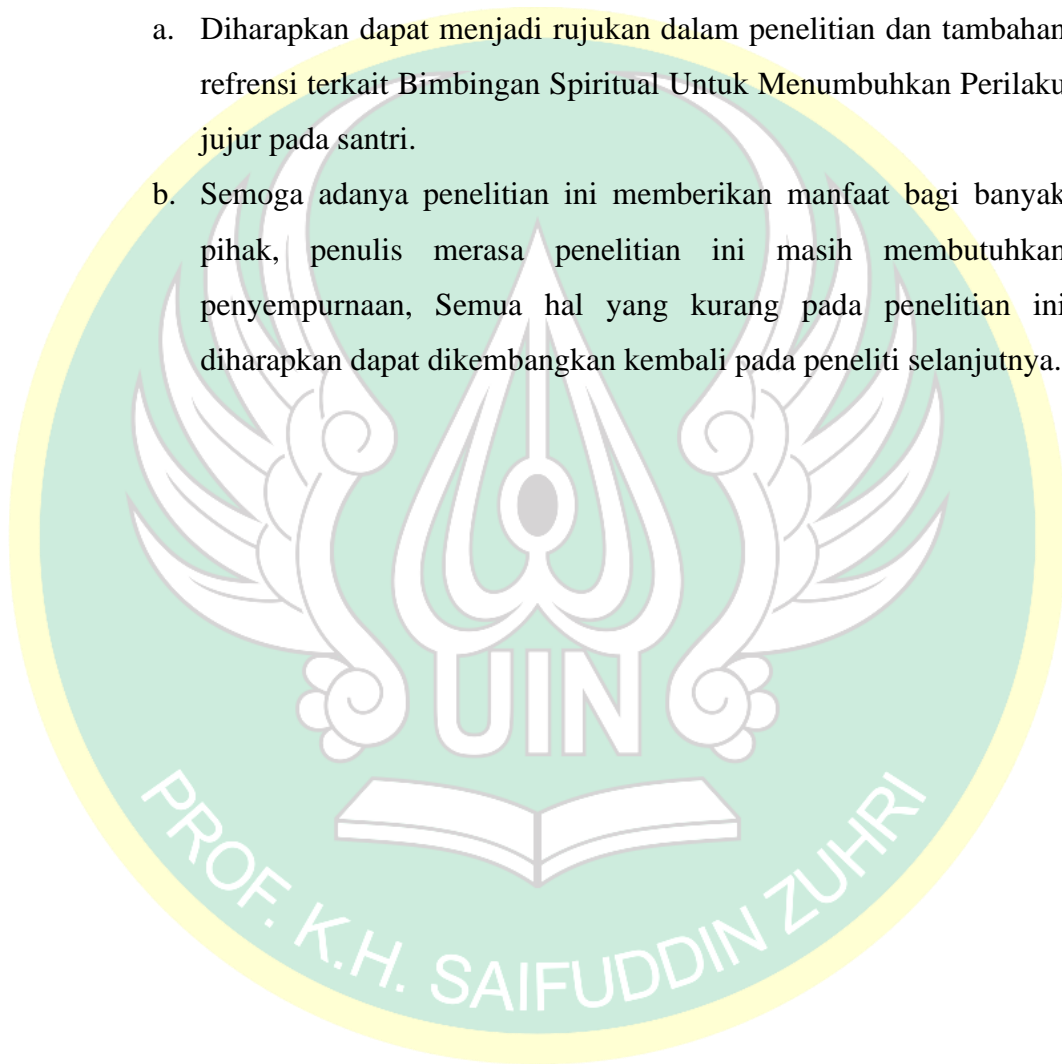 a. Diharapkan dapat menjadi rujukan dalam penelitian dan tambahan
refrensi terkait Bimbingan Spiritual Untuk Menumbuhkan Perilaku
jujur pada santri.
b. Semoga adanya penelitian ini memberikan manfaat bagi banyak
pihak, penulis merasa penelitian ini masih membutuhkan
penyempurnaan, Semua hal yang kurang pada penelitian ini
diharapkan dapat dikembangkan kembali pada peneliti selanjutnya.
UIN
PROF. K.H. SAIFUDDIN ZUHRI